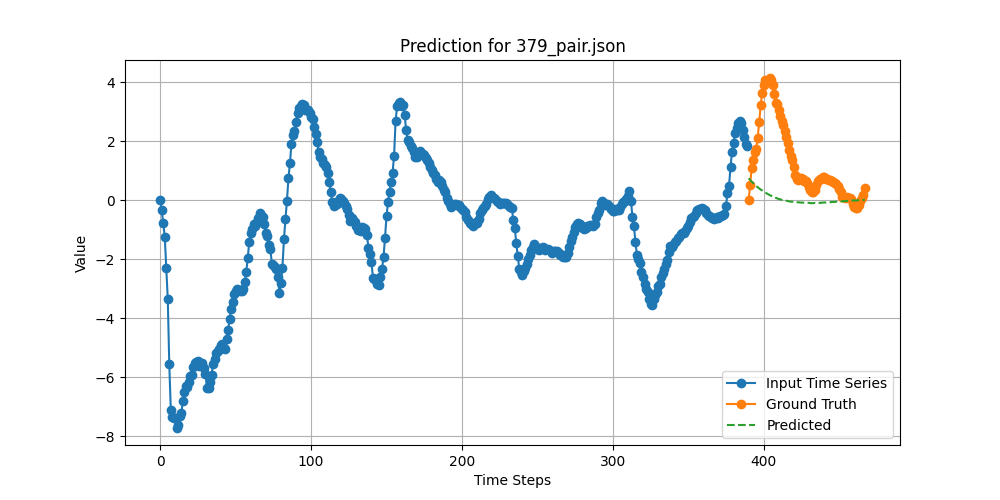 Prediction for 379_pair.json
4
2
0
−2
−4
−6
−8
Value
0
100
200
300
400
Time Steps
Input Time Series
Ground Truth
Predicted